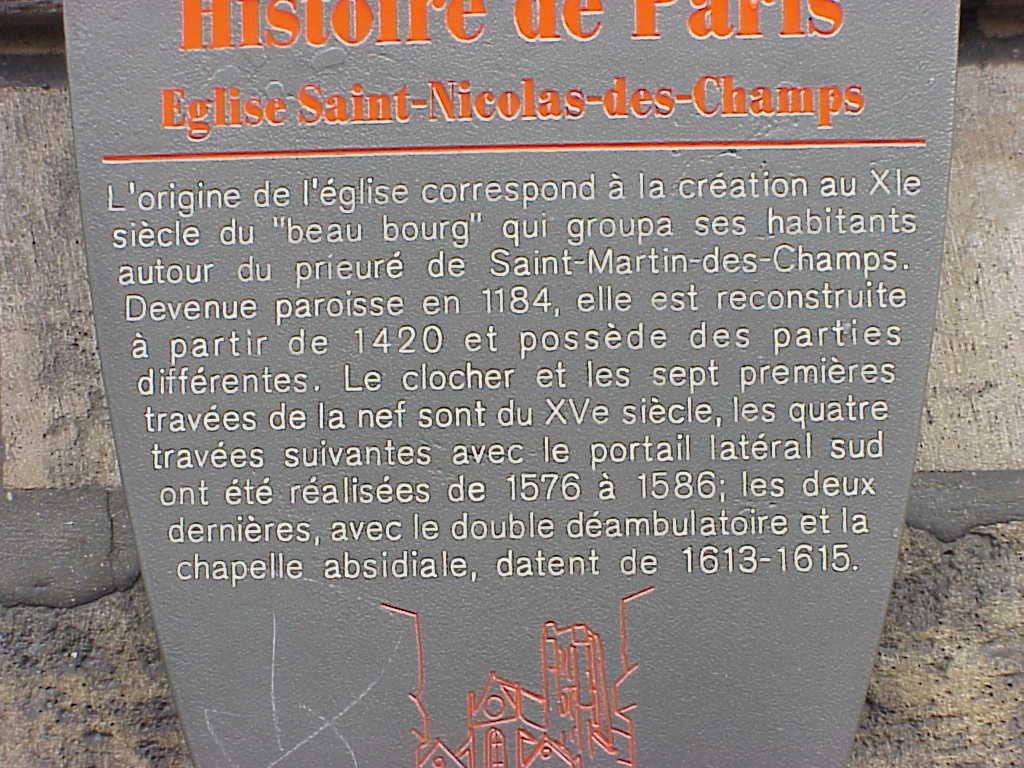 Histoire de Paris
Eglise Saint-Nicolas-des-Champs
L'origine de l'église correspond à la création au XIe
siècle du "beau bourg" qui groupa ses habitants
autour du prieuré de Saint-Martin-des-Champs.
Devenue paroisse en 1184, elle est reconstruite
à partir de 1420 et possède des parties
différentes. Le clocher et les sept premières
travées de la nef sont du XVe siècle, les quatre
travées suivantes avec le portail latéral sud
ont été réalisées de 1576 à 1586; les deux
dernières, avec le double déambulatoire et la
chapelle absidiale, datent de 1613-1615.